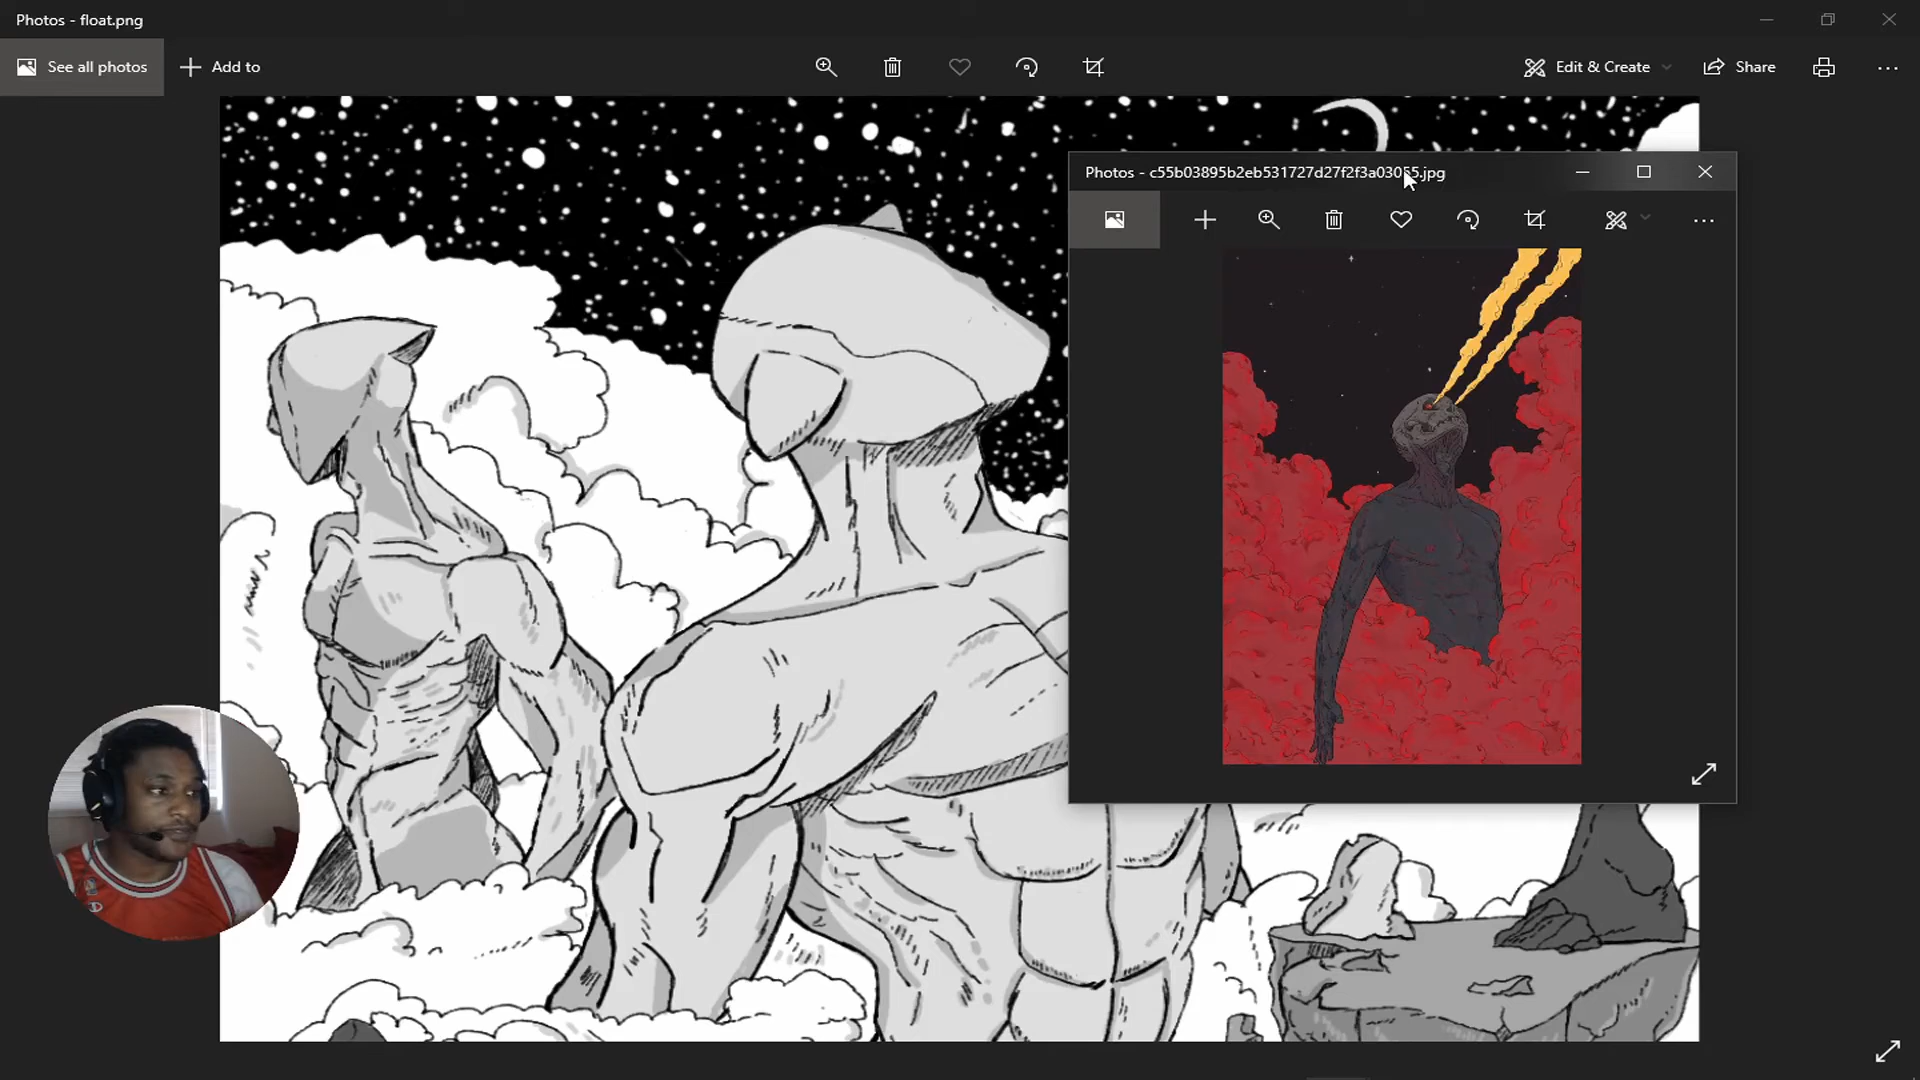 Photos - float.png
See all photos
Add to
Edit & Create
Share
Photos - c55b03895b2eb531727d27f2f3a03055.jpg